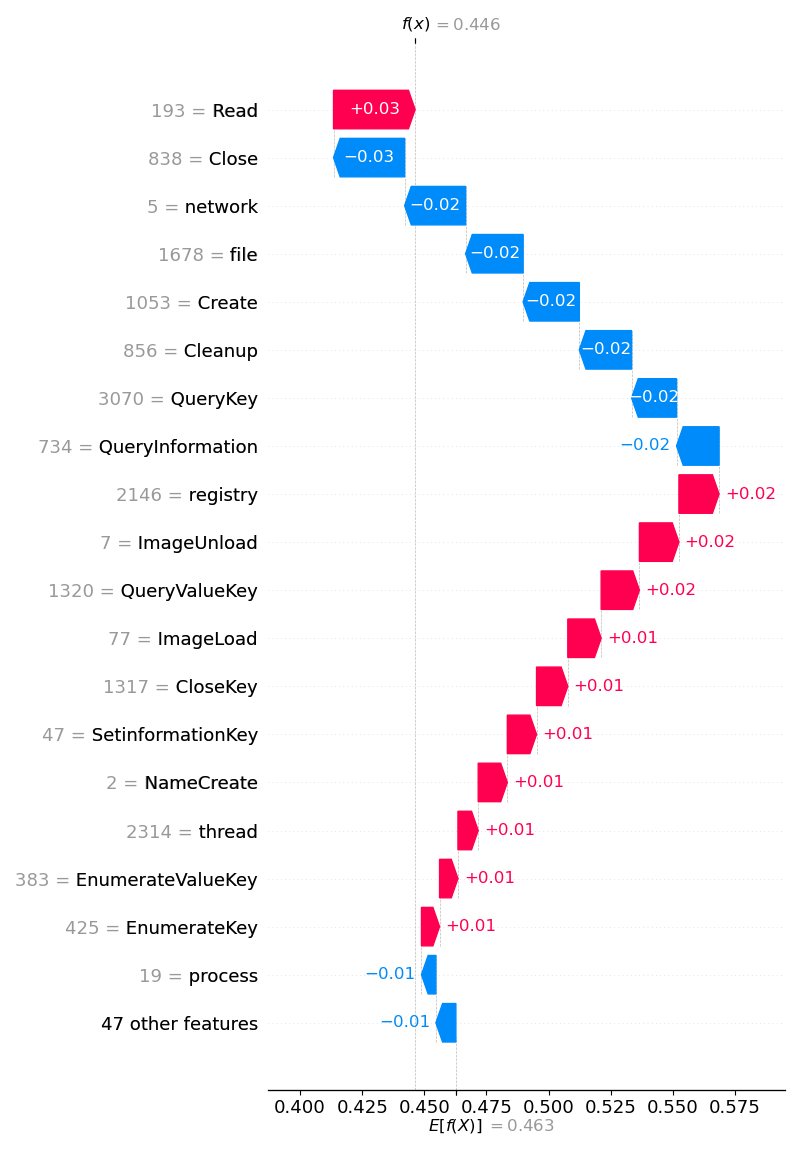 f(x) = 0.446
193 = Read +0.03
838 = Close −0.03
5 = network −0.02
1678 = file −0.02
1053 = Create −0.02
856 = Cleanup −0.02
3070 = QueryKey −0.02
734 = QueryInformation −0.02
2146 = registry +0.02
7 = ImageUnload +0.02
1320 = QueryValueKey +0.02
77 = ImageLoad +0.01
1317 = CloseKey +0.01
47 = SetinformationKey +0.01
2 = NameCreate +0.01
2314 = thread +0.01
383 = EnumerateValueKey +0.01
425 = EnumerateKey +0.01
19 = process −0.01
47 other features −0.01
0.400 0.425 0.450 0.475 0.500 0.525 0.550 0.575
E[f(X)] = 0.463